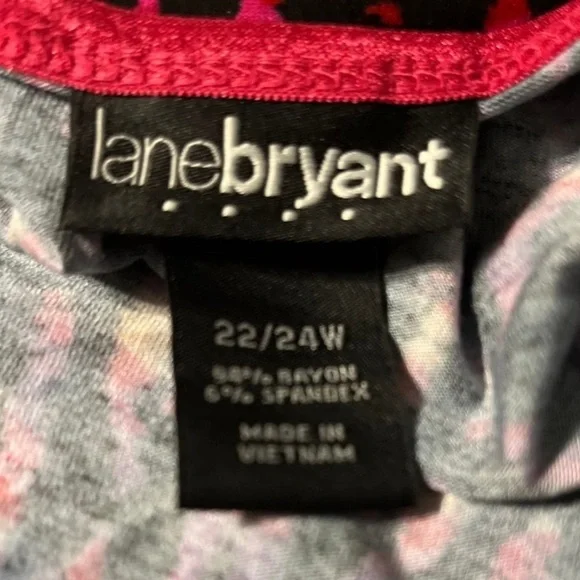 lanebryant
22/24W
94% RAYON
6% SPANDEX
MADE IN
VIETNAM